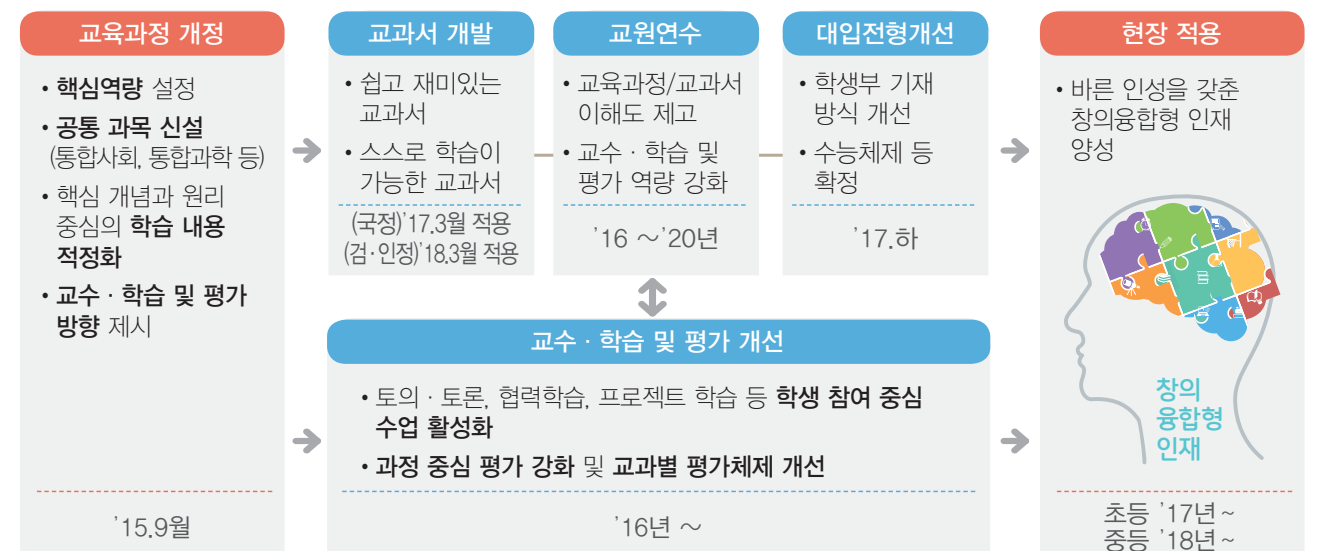 교육과정 개정
• 핵심역량 설정
• 공통 과목 신설
(통합사회, 통합과학 등)
• 핵심 개념과 원리
중심의 학습 내용
적정화
• 교수 · 학습 및 평가
방향 제시
’15.9월
교과서 개발
• 쉽고 재미있는
교과서
• 스스로 학습이
가능한 교과서
(국정)’17.3월 적용
(검·인정)’18.3월 적용
교원연수
• 교육과정/교과서
이해도 제고
• 교수 · 학습 및
평가 역량 강화
’16 ～’20년
대입전형개선
• 학생부 기재
방식 개선
• 수능체제 등
확정
’17.하
교수 · 학습 및 평가 개선
• 토의 · 토론, 협력학습, 프로젝트 학습 등 학생 참여 중심
수업 활성화
• 과정 중심 평가 강화 및 교과별 평가체제 개선
’16년 ～
현장 적용
• 바른 인성을 갖춘
창의융합형 인재
양성
창의
융합형
인재
초등 ’17년～
중등 ’18년～